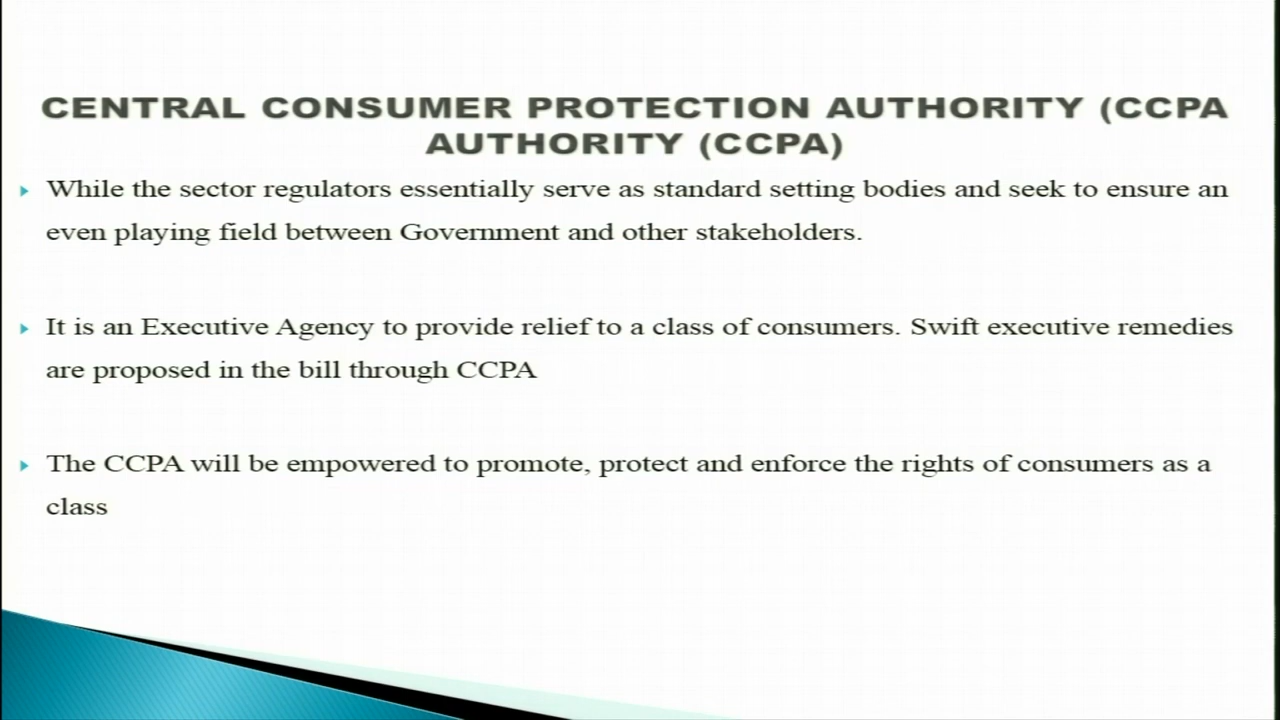 CENTRAL CONSUMER PROTECTION AUTHORITY (CCPA
AUTHORITY (CCPA)
While the sector regulators essentially serve as standard setting bodies and seek to ensure an
even playing field between Government and other stakeholders.
It is an Executive Agency to provide relief to a class of consumers. Swift executive remedies
are proposed in the bill through CCPA
The CCPA will be empowered to promote, protect and enforce the rights of consumers as a
class